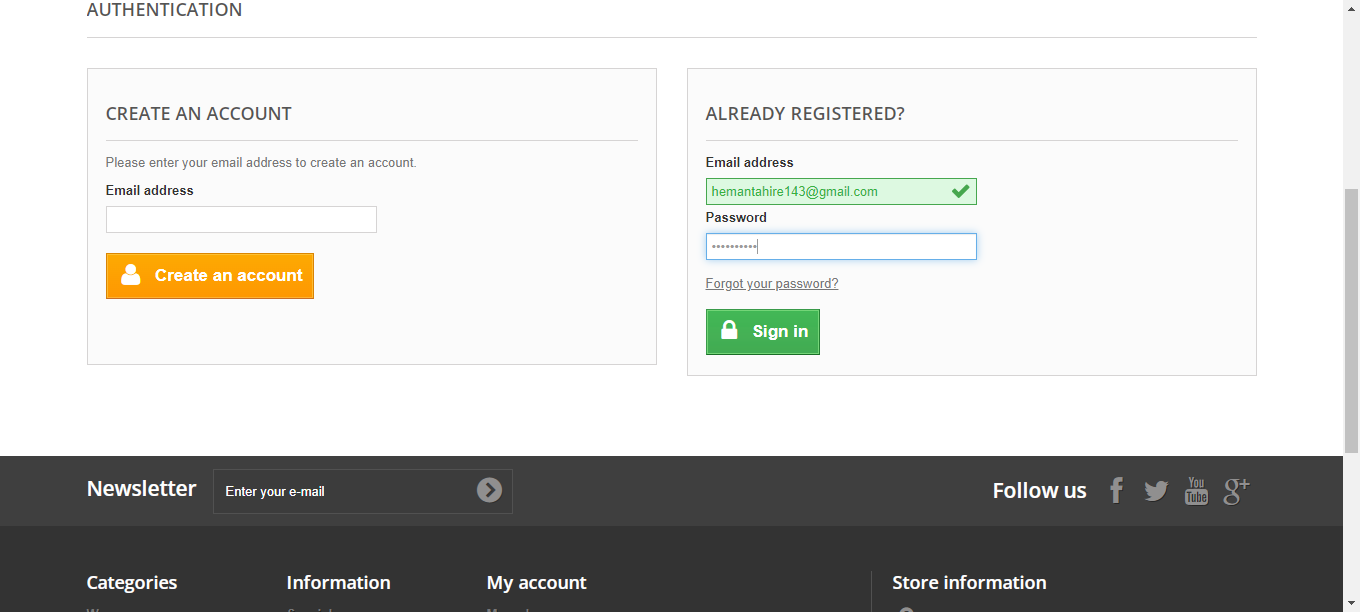 AUTHENTICATION
CREATE AN ACCOUNT
Please enter your email address to create an account.
Email address
Create an account
ALREADY REGISTERED?
Email address
hemantahire143@gmail.com
Password
••••••••••
Forgot your password?
Sign in
Newsletter
Enter your e-mail
Follow us
You
Tube
g+
Categories
Information
My account
Store information